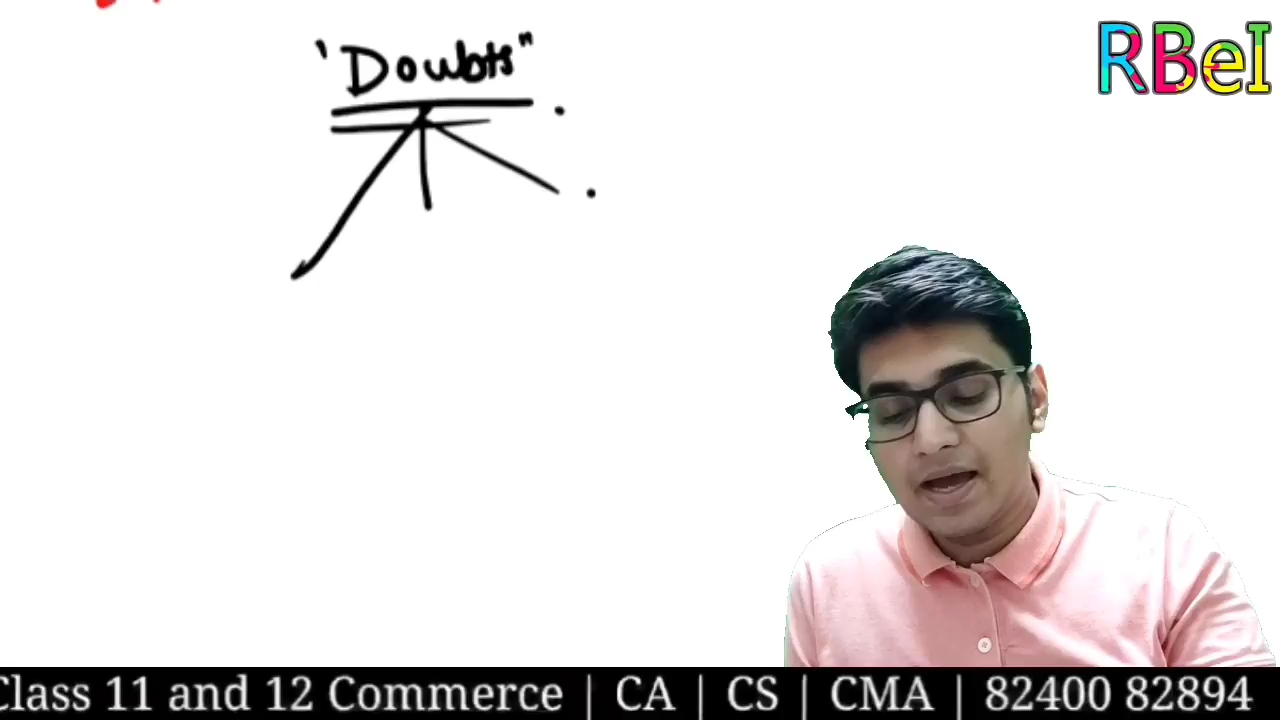 'Doubts"
RBeI
Class 11 and 12 Commerce | CA | CS | CMA | 82400 82894